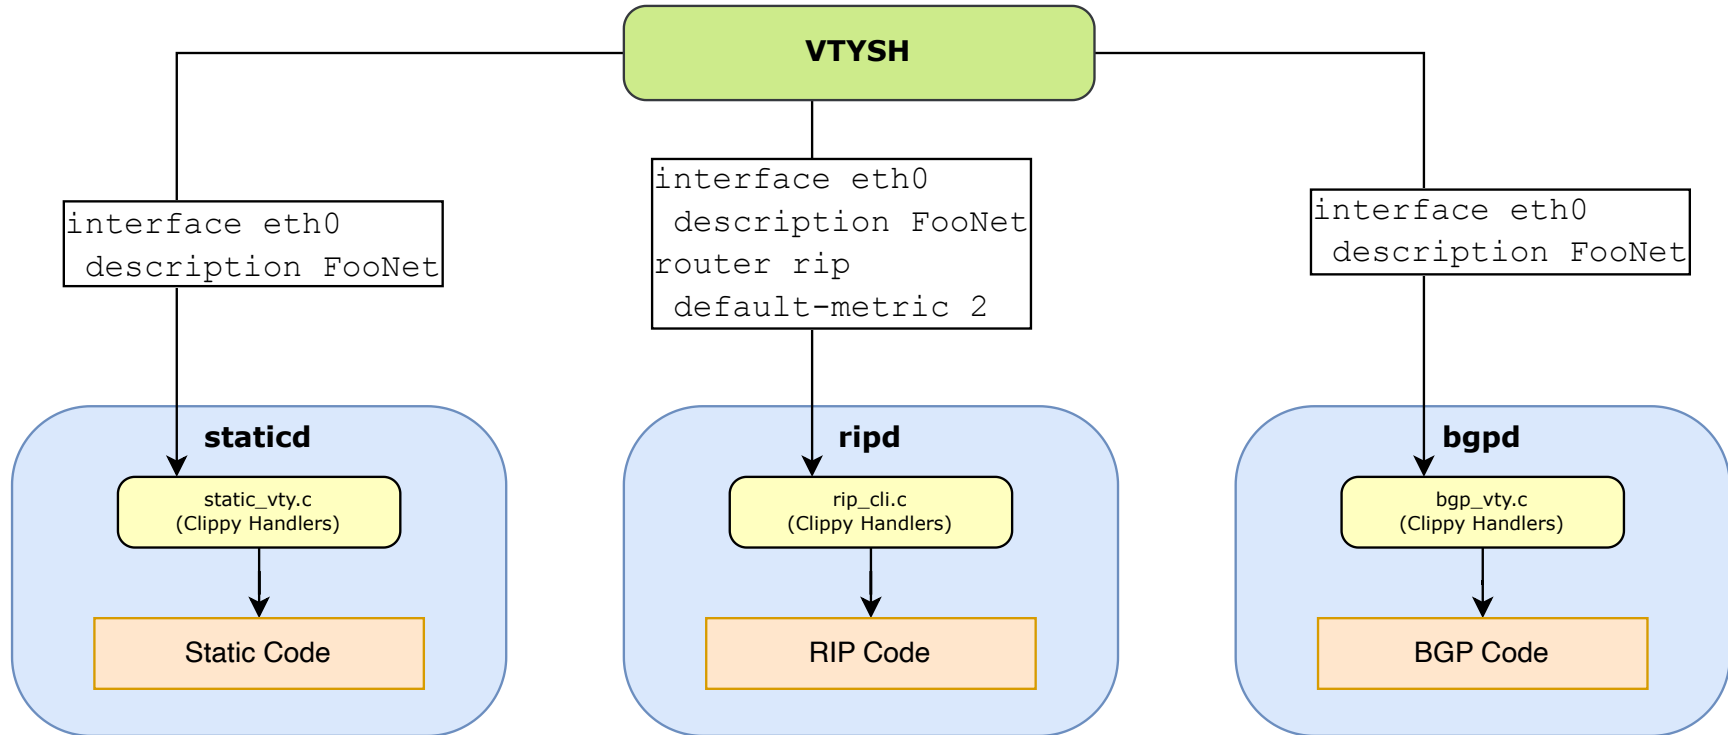 VTYSH
interface eth0
 description FooNet
interface eth0
 description FooNet
router rip
 default-metric 2
interface eth0
 description FooNet
staticd
static_vty.c
(Clippy Handlers)
Static Code
ripd
rip_cli.c
(Clippy Handlers)
RIP Code
bgpd
bgp_vty.c
(Clippy Handlers)
BGP Code